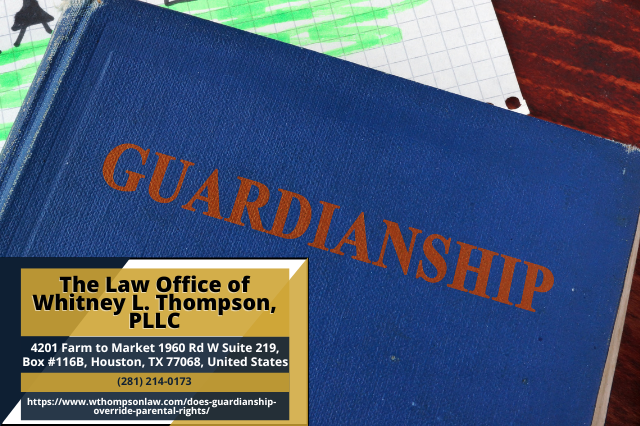 GUARDIANSHIP
The Law Office of
Whitney L. Thompson,
PLLC
4201 Farm to Market 1960 Rd W Suite 219,
Box #116B, Houston, TX 77068, United States
(281) 214-0173
https://www.wthompsonlaw.com/does-guardianship-
override-parental-rights/